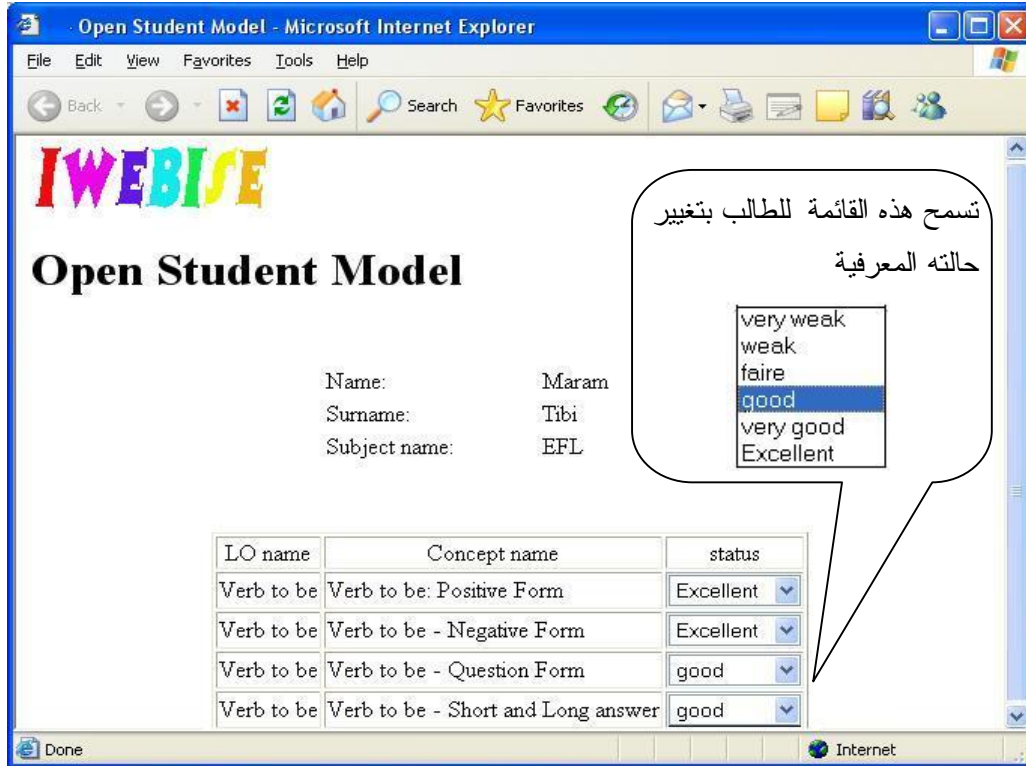 Open Student Model - Microsoft Internet Explorer
File Edit View Favorites Tools Help
Back Search Favorites
IWEBISE
تسمح هذه القائمة للطالب بتغيير
حالته المعرفية
Open Student Model
very weak
weak
faire
good
very good
Excellent
Name: Maram
Surname: Tibi
Subject name: EFL
LO name Concept name status
Verb to be Verb to be: Positive Form Excellent
Verb to be Verb to be - Negative Form Excellent
Verb to be Verb to be - Question Form good
Verb to be Verb to be - Short and Long answer good
Done Internet